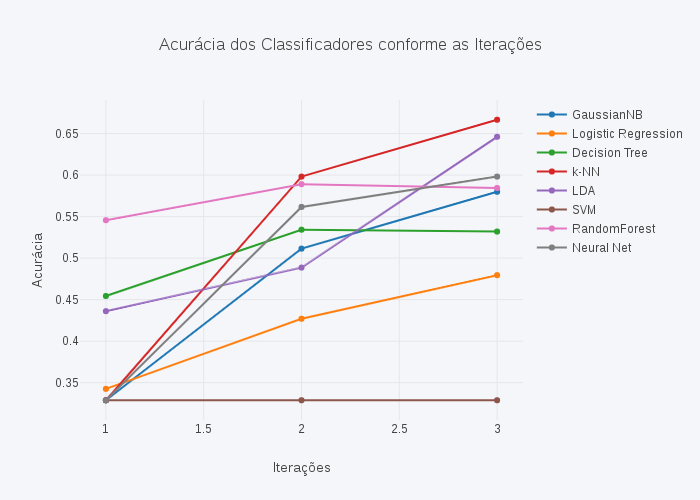 Acurácia dos Classificadores conforme as Iterações
Acurácia
0.65
0.6
0.55
0.5
0.45
0.4
0.35
1
1.5
2
2.5
3
Iterações
GaussianNB
Logistic Regression
Decision Tree
k-NN
LDA
SVM
RandomForest
Neural Net